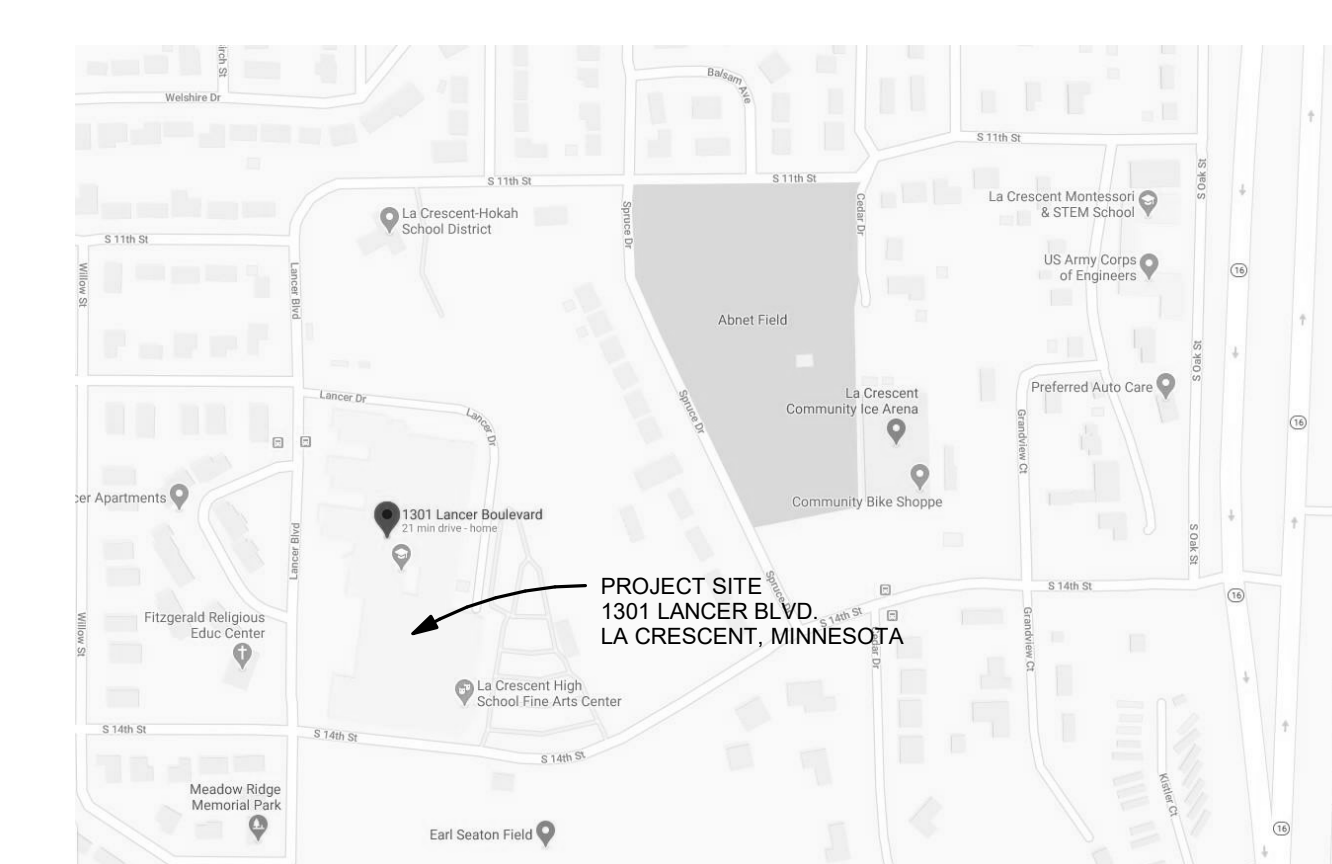 Welshire Dr
Balsam Ave
S 11th St
S 11th St
S 11th St
S Oak St
La Crescent Montessori
& STEM School
La Crescent-Hokah
School District
Spruce Dr
Cedar Dr
S 11th St
US Army Corps
of Engineers
16
Willow St
Lancer Blvd
Abnet Field
S Oak St
Lancer Dr
Lancer Dr
Spruce Dr
La Crescent
Community Ice Arena
Preferred Auto Care
Grandview Ct
16
Community Bike Shoppe
cer Apartments
1301 Lancer Boulevard
21 min drive - home
Lancer Blvd
S Oak St
PROJECT SITE
1301 LANCER BLVD.
LA CRESCENT, MINNESOTA
S 14th St
S 14th St
16
Fitzgerald Religious
Educ Center
Willow St
Grandview Ct
La Crescent High
School Fine Arts Center
S 14th St
S 14th St
S 14th St
Meadow Ridge
Memorial Park
Earl Seaton Field
Kistler Ct
16